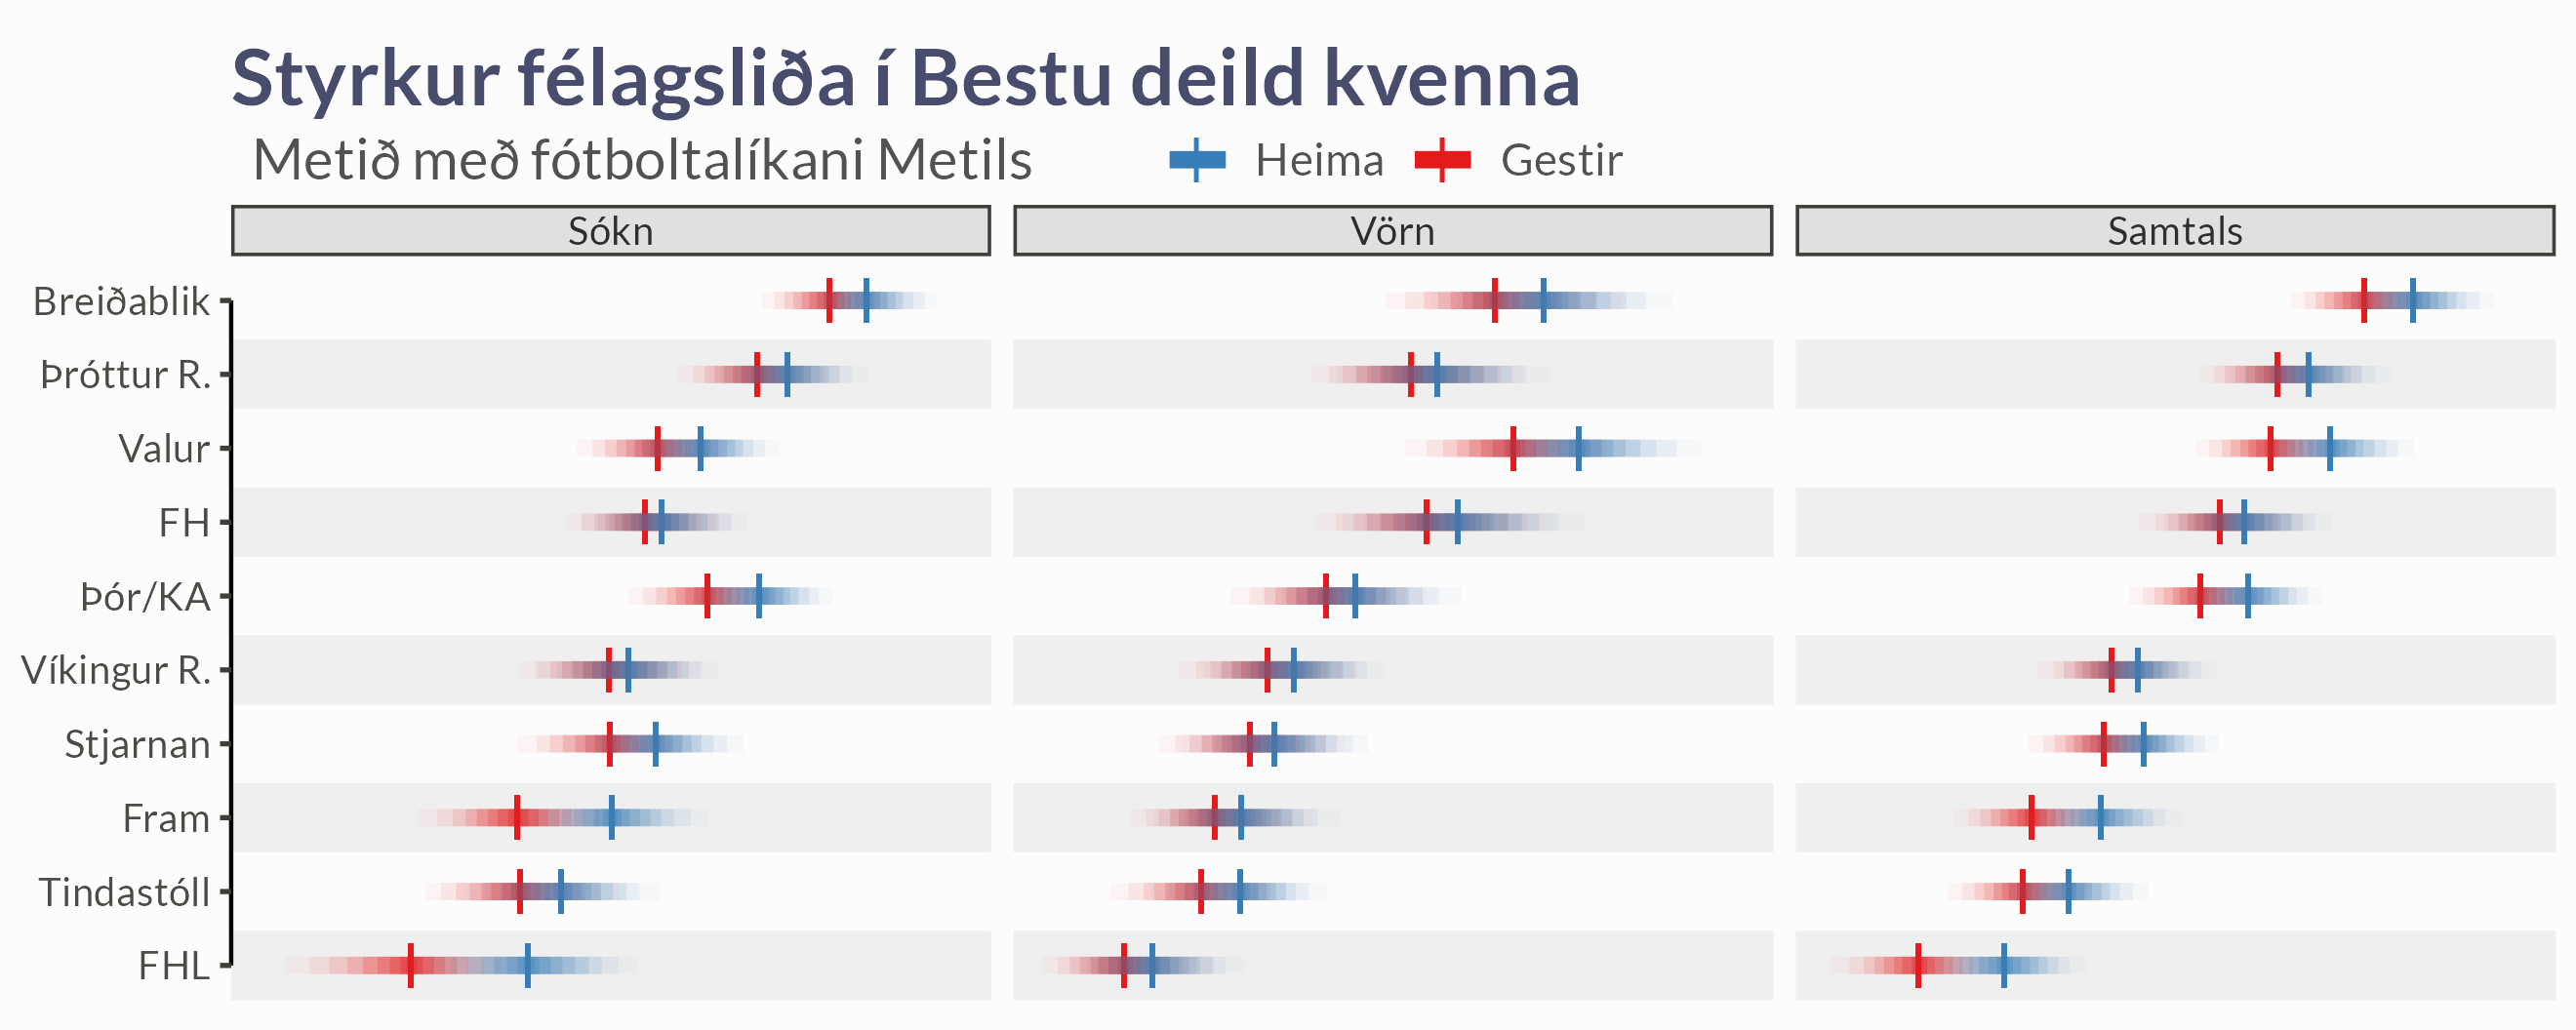 Styrkur félagsliða í Bestu deild kvenna
Metið með fótboltalíkani Metils
Heima
Gestir
Sókn
Vörn
Samtals
Breiðablik
Þróttur R.
Valur
FH
Þór/KA
Víkingur R.
Stjarnan
Fram
Tindastóll
FHL